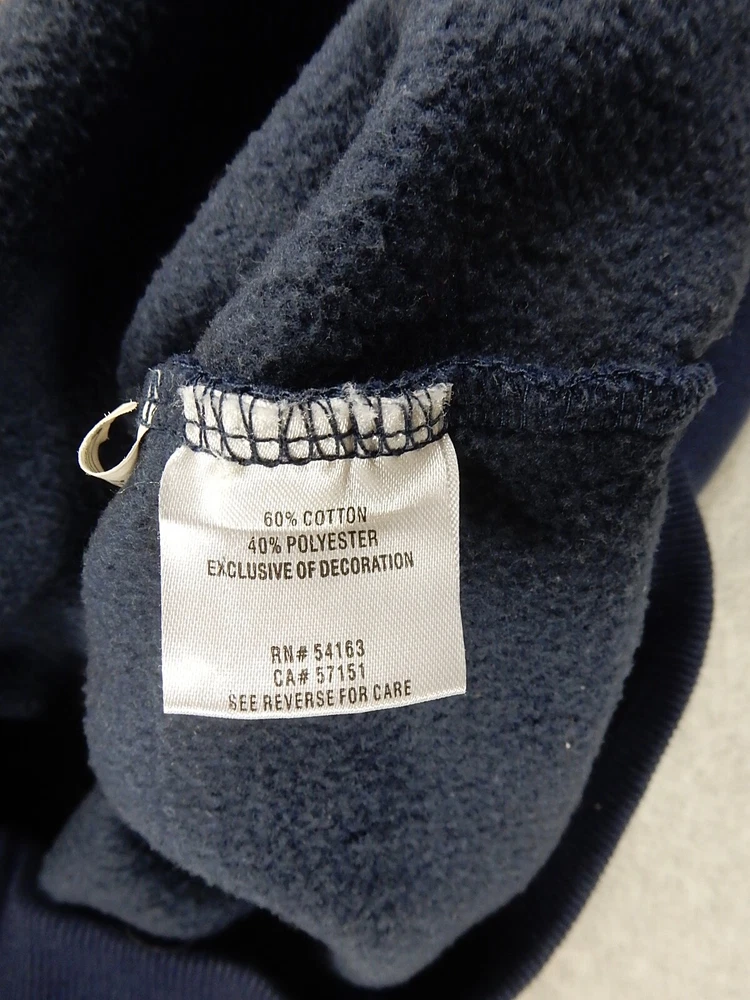 60% COTTON
40% POLYESTER
EXCLUSIVE OF DECORATION
RN# 54163
CA# 57151
SEE REVERSE FOR CARE